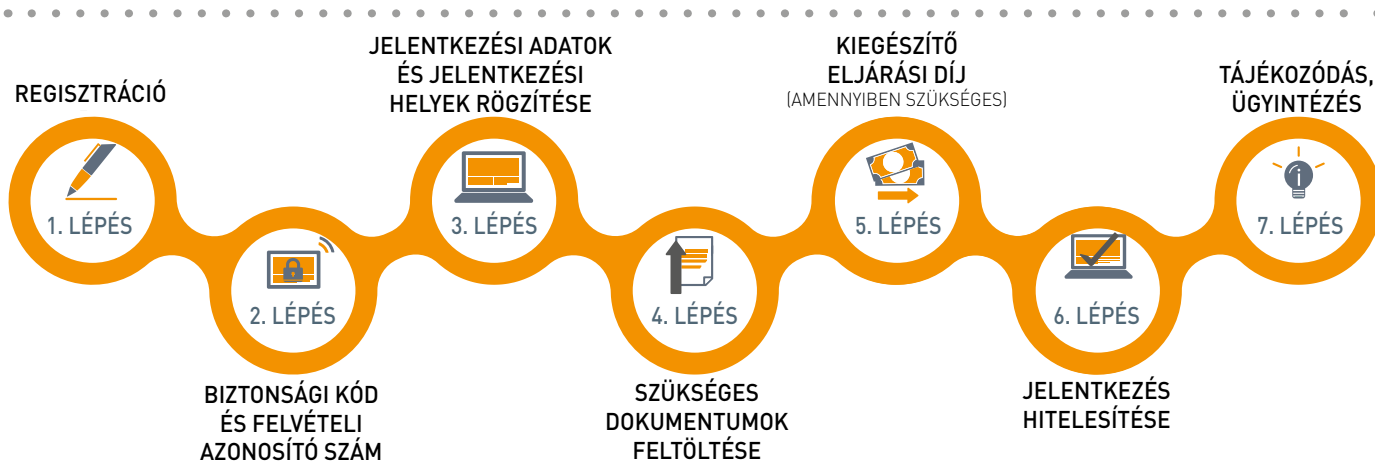 REGISZTRÁCIÓ
1. LÉPÉS
2. LÉPÉS
BIZTONSÁGI KÓD
ÉS FELVÉTELI
AZONOSÍTÓ SZÁM
JELENTKEZÉSI ADATOK
ÉS JELENTKEZÉSI
HELYEK RÖGZÍTÉSE
3. LÉPÉS
4. LÉPÉS
SZÜKSÉGES
DOKUMENTUMOK
FELTÖLTÉSE
KIEGÉSZÍTŐ
ELJÁRÁSI DÍJ
(AMENNYIBEN SZÜKSÉGES)
5. LÉPÉS
6. LÉPÉS
JELENTKEZÉS
HITELESÍTÉSE
TÁJÉKOZÓDÁS,
ÜGYINTÉZÉS
7. LÉPÉS